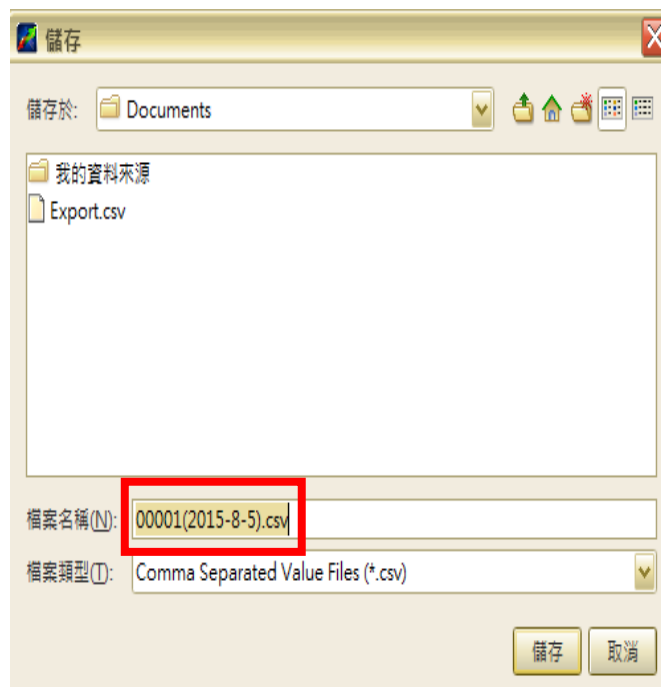 儲存
儲存於: Documents
我的資料來源
Export.csv
檔案名稱(N): 00001(2015-8-5).csv
檔案類型(T): Comma Separated Value Files (*.csv)
儲存 取消